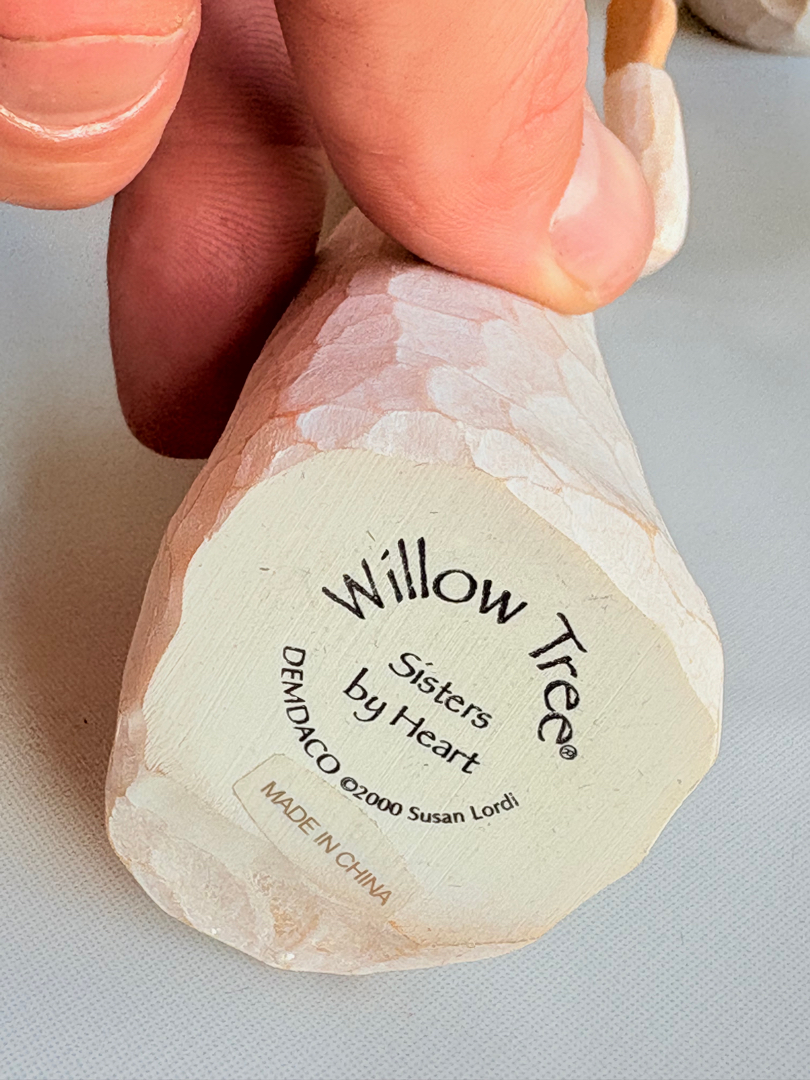 Willow Tree®
Sisters
by Heart
DEMDACO ©2000 Susan Lordi
MADE IN CHINA